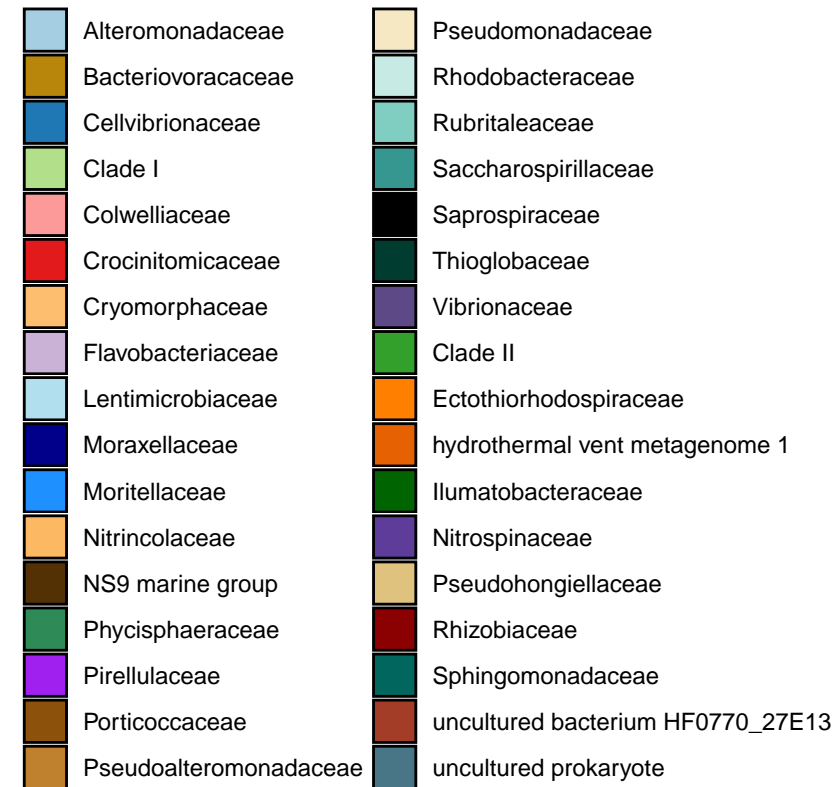 Alteromonadaceae
Bacteriovoracaceae
Cellvibrionaceae
Clade I
Colwelliaceae
Crocinitomicaceae
Cryomorphaceae
Flavobacteriaceae
Lentimicrobiaceae
Moraxellaceae
Moritellaceae
Nitrincolaceae
NS9 marine group
Phycisphaeraceae
Pirellulaceae
Porticoccaceae
Pseudoalteromonadaceae
Pseudomonadaceae
Rhodobacteraceae
Rubritaleaceae
Saccharospirillaceae
Saprospiraceae
Thioglobaceae
Vibrionaceae
Clade II
Ectothiorhodospiraceae
hydrothermal vent metagenome 1
Ilumatobacteraceae
Nitrospinaceae
Pseudohongiellaceae
Rhizobiaceae
Sphingomonadaceae
uncultured bacterium HF0770_27E13
uncultured prokaryote